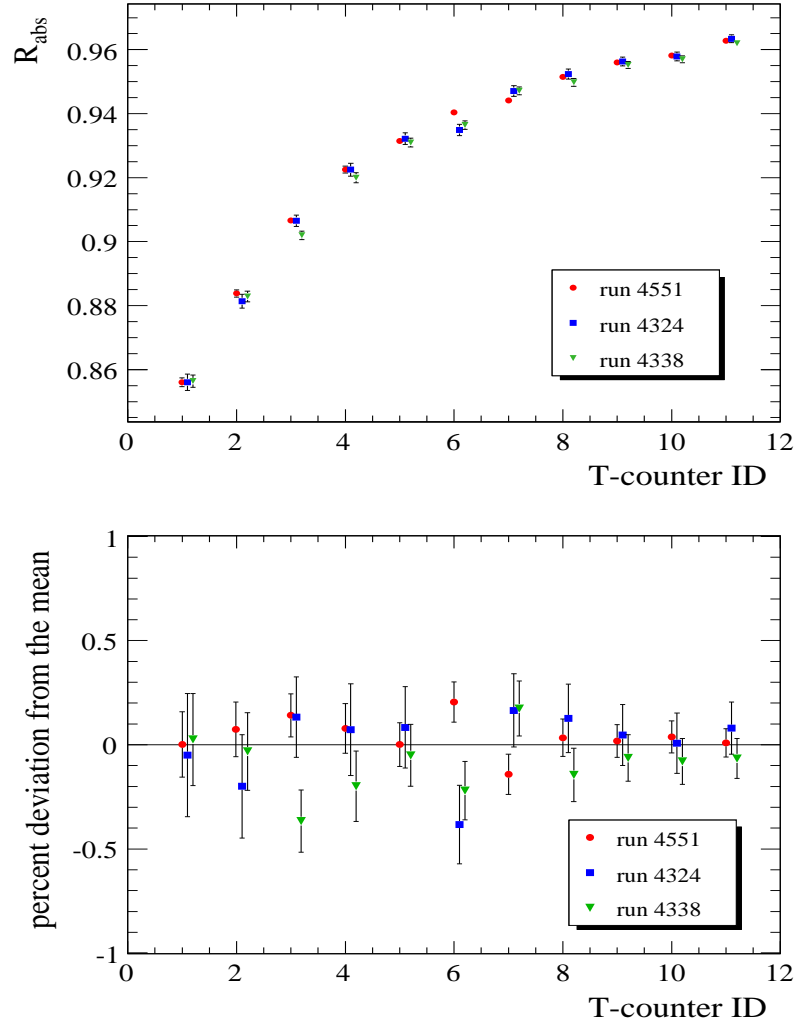 R_abs
0.96
0.94
0.92
0.9
0.88
0.86
run 4551
run 4324
run 4338
0 2 4 6 8 10 12
T-counter ID
percent deviation from the mean
1
0.5
0
-0.5
-1
run 4551
run 4324
run 4338
0 2 4 6 8 10 12
T-counter ID